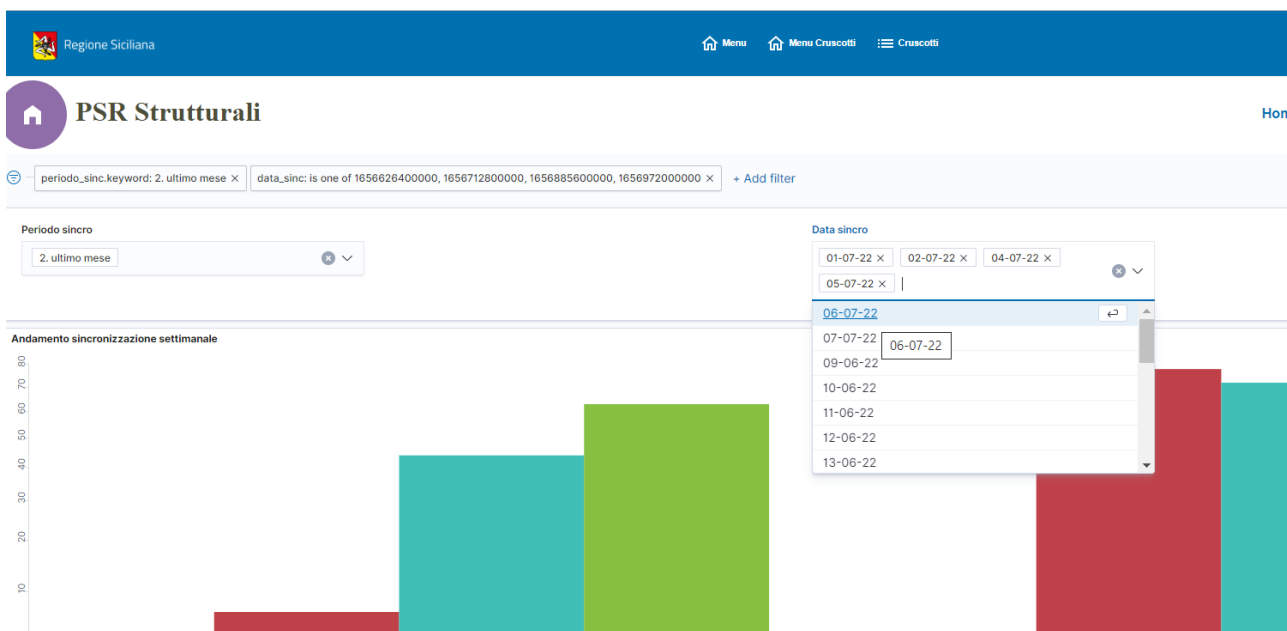 Regione Siciliana
Menu
Menu Cruscotti
Cruscotti
PSR Strutturali
Hom
periodo_sinc.keyword: 2. ultimo mese ×
data_sinc: is one of 1656626400000, 1656712800000, 1656885600000, 1656972000000 ×
+ Add filter
Periodo sincro
2. ultimo mese
Data sincro
01-07-22 × 02-07-22 × 04-07-22 ×
05-07-22 ×
06-07-22
07-07-22
06-07-22
09-06-22
10-06-22
11-06-22
12-06-22
13-06-22
Andamento sincronizzazione settimanale
80
70
60
50
40
30
20
10